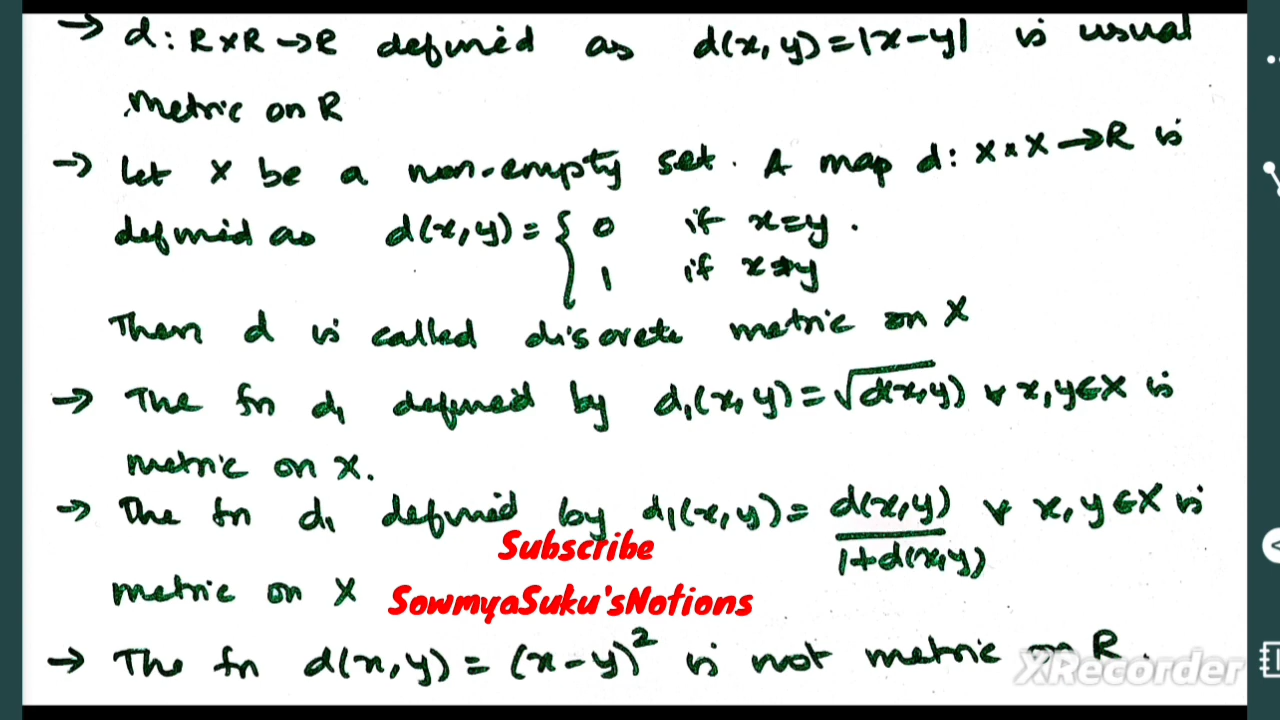 → d: R×R→R defined as d(x,y)=|x-y| is usual
metric on R
→ Let X be a non-empty set. A map d: X×X→R is
defined as d(x,y)= { 0 if x=y.
1 if x≠y
Then d is called discrete metric on X
→ The fn d₁ defined by d₁(x,y)=√d(x,y) ∀ x,y∈X is
metric on X.
→ The fn d₁ defined by d₁(x,y)= d(x,y) ∀ x,y∈X is
1+d(x,y)
Subscribe
metric on X
SowmyaSuku'sNotions
→ The fn d(x,y)=(x-y)² is not metric on R.
XRecorder